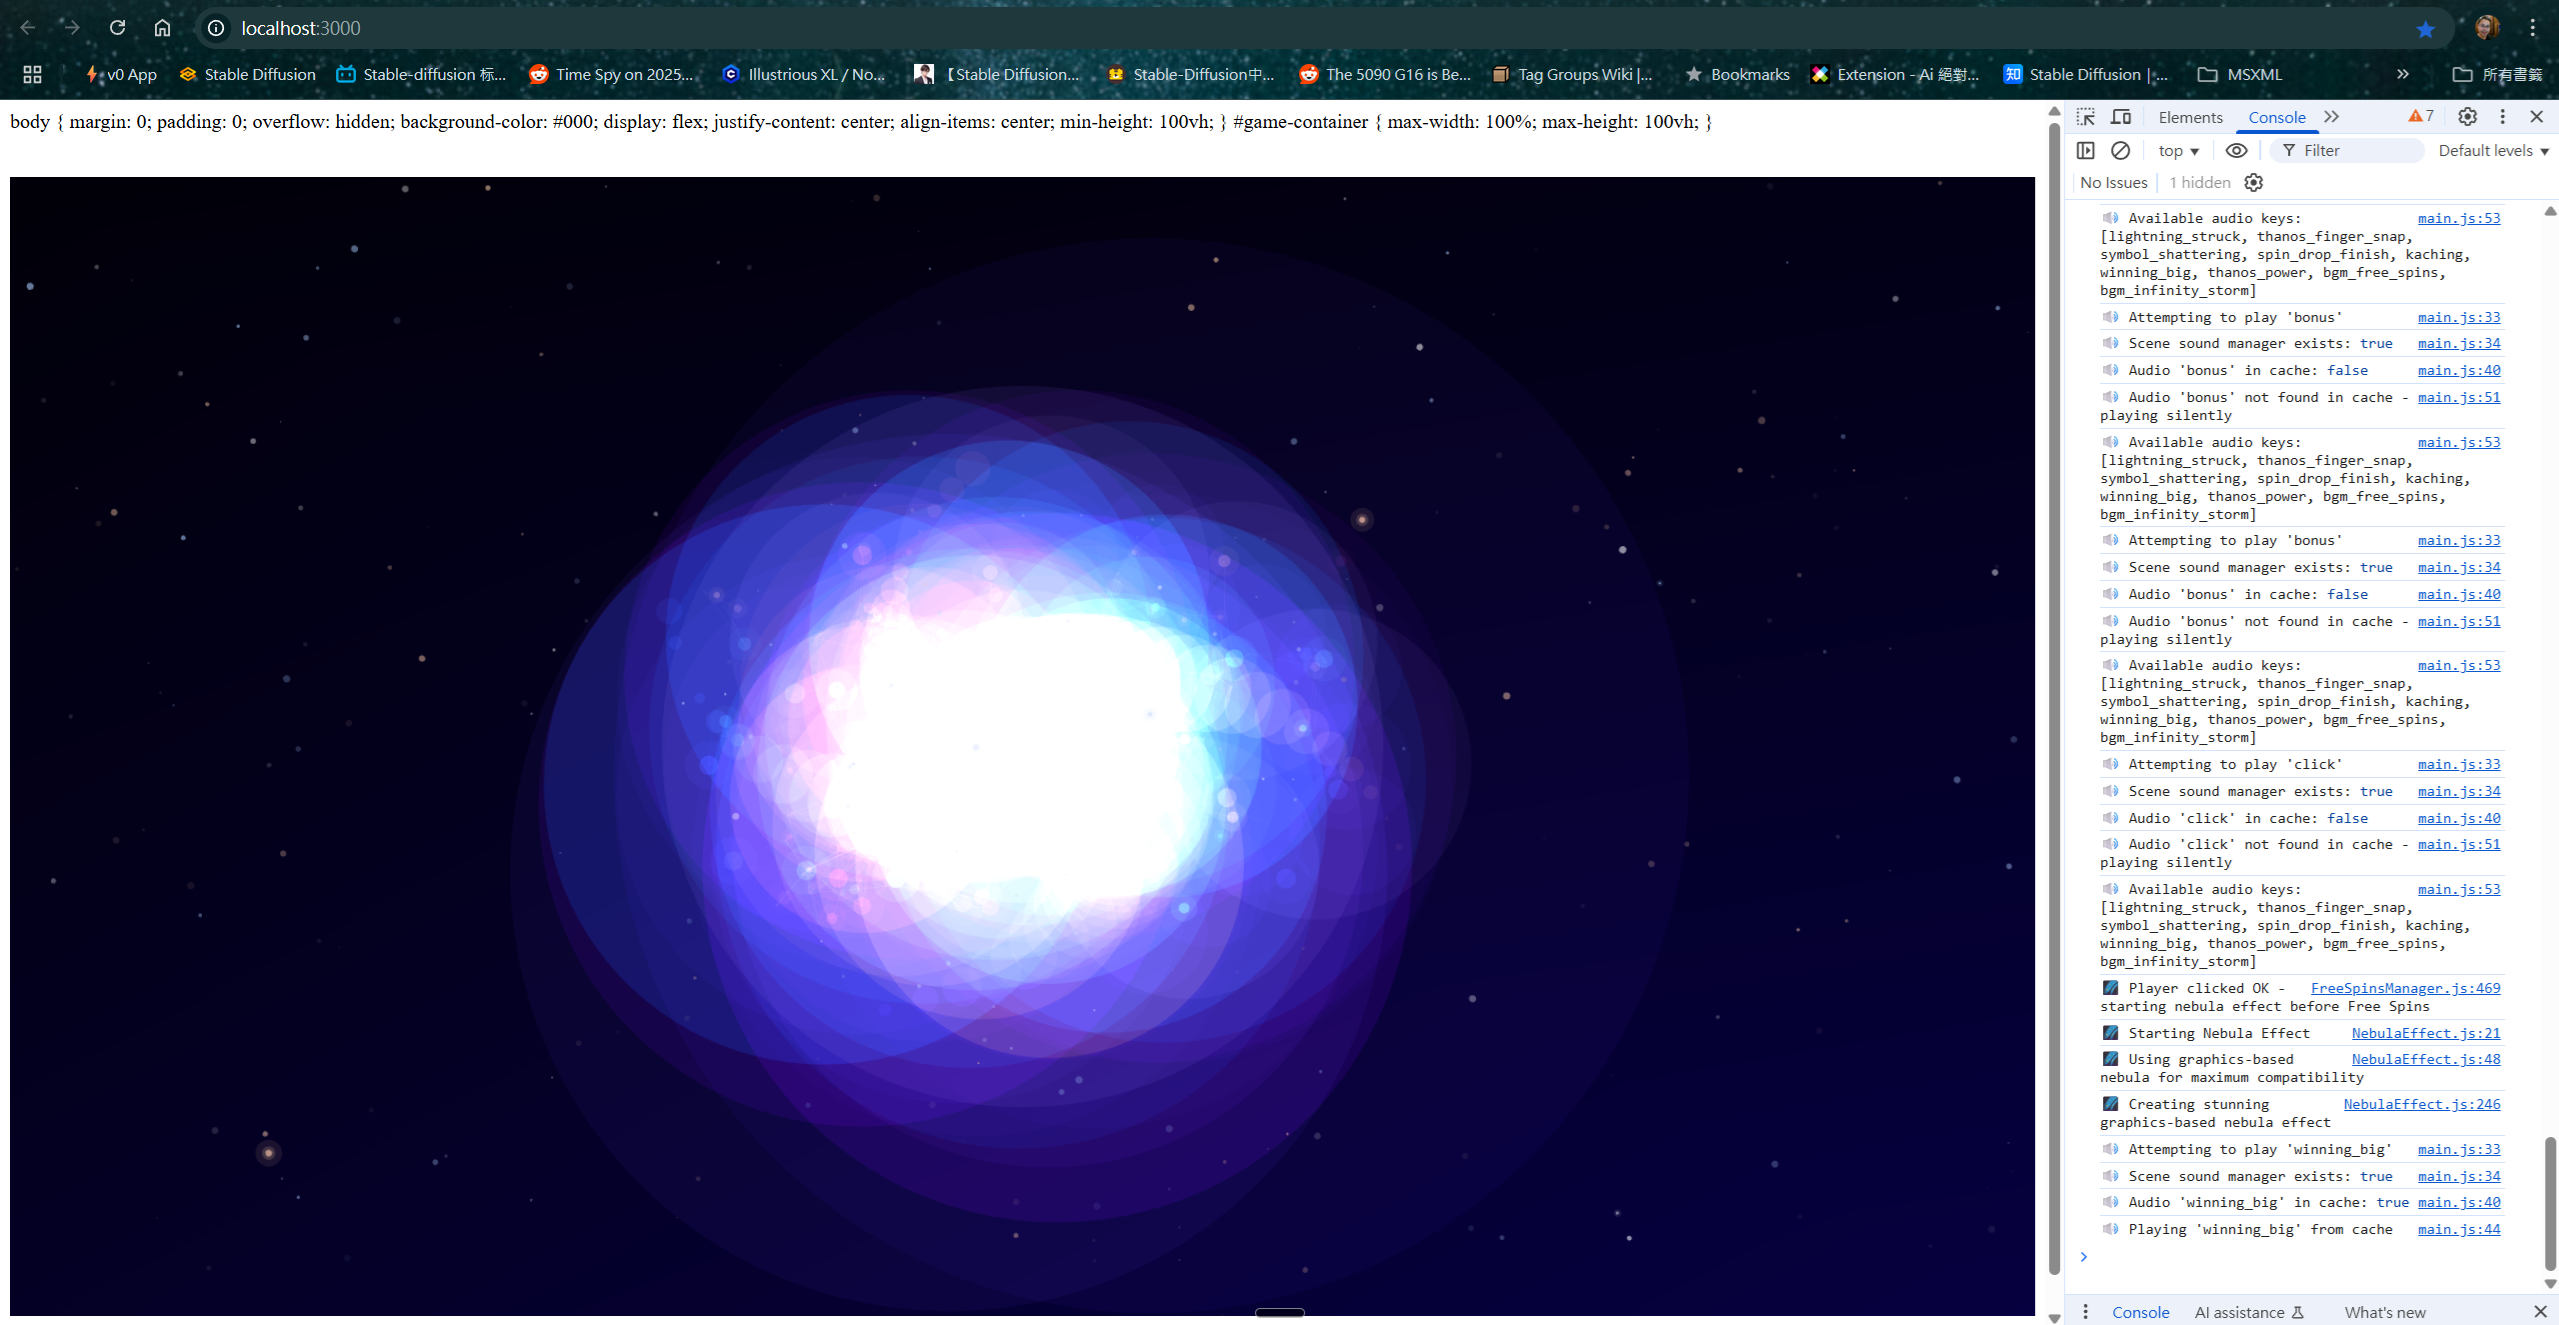 localhost:3000
v0 App
Stable Diffusion
Stable-diffusion 标...
Time Spy on 2025...
Illustrious XL / No...
【Stable Diffusion...
Stable-Diffusion中...
The 5090 G16 is Be...
Tag Groups Wiki |...
Bookmarks
Extension - Ai 絕對...
知 Stable Diffusion | ...
MSXML
»
所有書籤
body { margin: 0; padding: 0; overflow: hidden; background-color: #000; display: flex; justify-content: center; align-items: center; min-height: 100vh; } #game-container { max-width: 100%; max-height: 100vh; }
Elements
Console
7
top
Filter
Default levels
No Issues
1 hidden
Available audio keys: main.js:53
[lightning_struck, thanos_finger_snap,
symbol_shattering, spin_drop_finish, kaching,
winning_big, thanos_power, bgm_free_spins,
bgm_infinity_storm]
Attempting to play 'bonus' main.js:33
Scene sound manager exists: true main.js:34
Audio 'bonus' in cache: false main.js:40
Audio 'bonus' not found in cache - main.js:51
playing silently
Available audio keys: main.js:53
[lightning_struck, thanos_finger_snap,
symbol_shattering, spin_drop_finish, kaching,
winning_big, thanos_power, bgm_free_spins,
bgm_infinity_storm]
Attempting to play 'bonus' main.js:33
Scene sound manager exists: true main.js:34
Audio 'bonus' in cache: false main.js:40
Audio 'bonus' not found in cache - main.js:51
playing silently
Available audio keys: main.js:53
[lightning_struck, thanos_finger_snap,
symbol_shattering, spin_drop_finish, kaching,
winning_big, thanos_power, bgm_free_spins,
bgm_infinity_storm]
Attempting to play 'click' main.js:33
Scene sound manager exists: true main.js:34
Audio 'click' in cache: false main.js:40
Audio 'click' not found in cache - main.js:51
playing silently
Available audio keys: main.js:53
[lightning_struck, thanos_finger_snap,
symbol_shattering, spin_drop_finish, kaching,
winning_big, thanos_power, bgm_free_spins,
bgm_infinity_storm]
Player clicked OK - FreeSpinsManager.js:469
starting nebula effect before Free Spins
Starting Nebula Effect NebulaEffect.js:21
Using graphics-based NebulaEffect.js:48
nebula for maximum compatibility
Creating stunning NebulaEffect.js:246
graphics-based nebula effect
Attempting to play 'winning_big' main.js:33
Scene sound manager exists: true main.js:34
Audio 'winning_big' in cache: true main.js:40
Playing 'winning_big' from cache main.js:44
Console
AI assistance
What's new